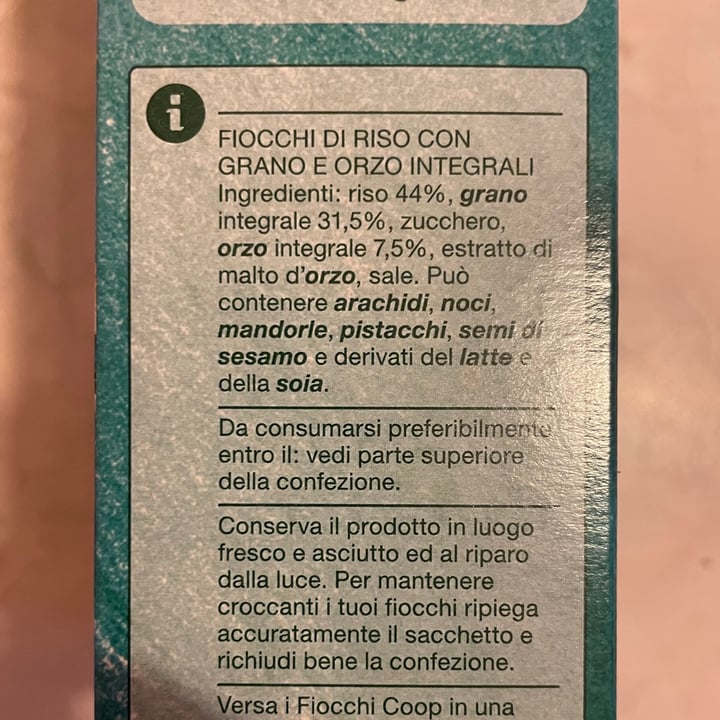 FIOCCHI DI RISO CON
GRANO E ORZO INTEGRALI
Ingredienti: riso 44%, grano
integrale 31,5%, zucchero,
orzo integrale 7,5%, estratto di
malto d'orzo, sale. Può
contenere arachidi, noci,
mandorle, pistacchi, semi di
sesamo e derivati del latte e
della soia.
Da consumarsi preferibilmente
entro il: vedi parte superiore
della confezione.
Conserva il prodotto in luogo
fresco e asciutto ed al riparo
dalla luce. Per mantenere
croccanti i tuoi fiocchi ripiega
accuratamente il sacchetto e
richiudi bene la confezione.
Versa i Fiocchi Coop in una